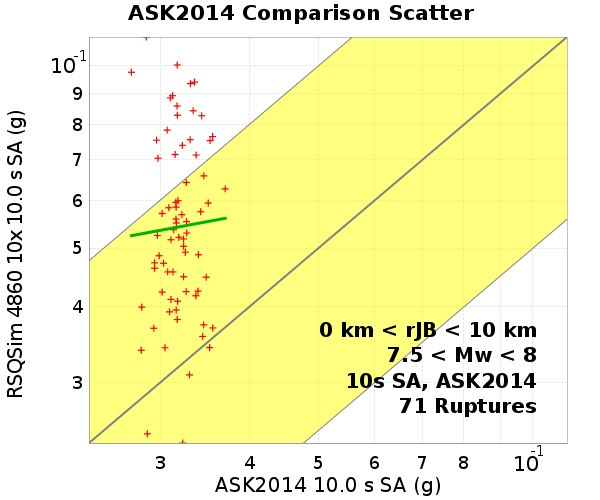 ASK2014 Comparison Scatter
RSQSim 4860 10x 10.0 s SA (g)
10-1
9
8
7
6
5
4
3
0 km < rJB < 10 km
7.5 < Mw < 8
10s SA, ASK2014
71 Ruptures
3 4 5 6 7 8 10-1
ASK2014 10.0 s SA (g)